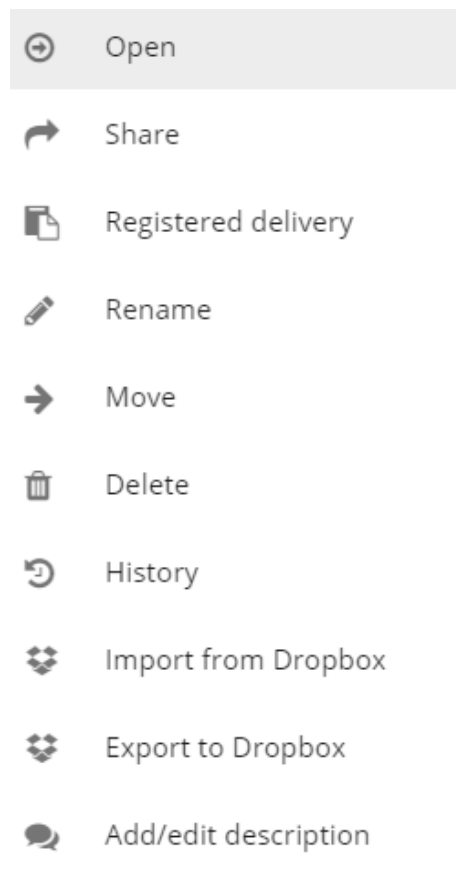 Open
Share
Registered delivery
Rename
Move
Delete
History
Import from Dropbox
Export to Dropbox
Add/edit description